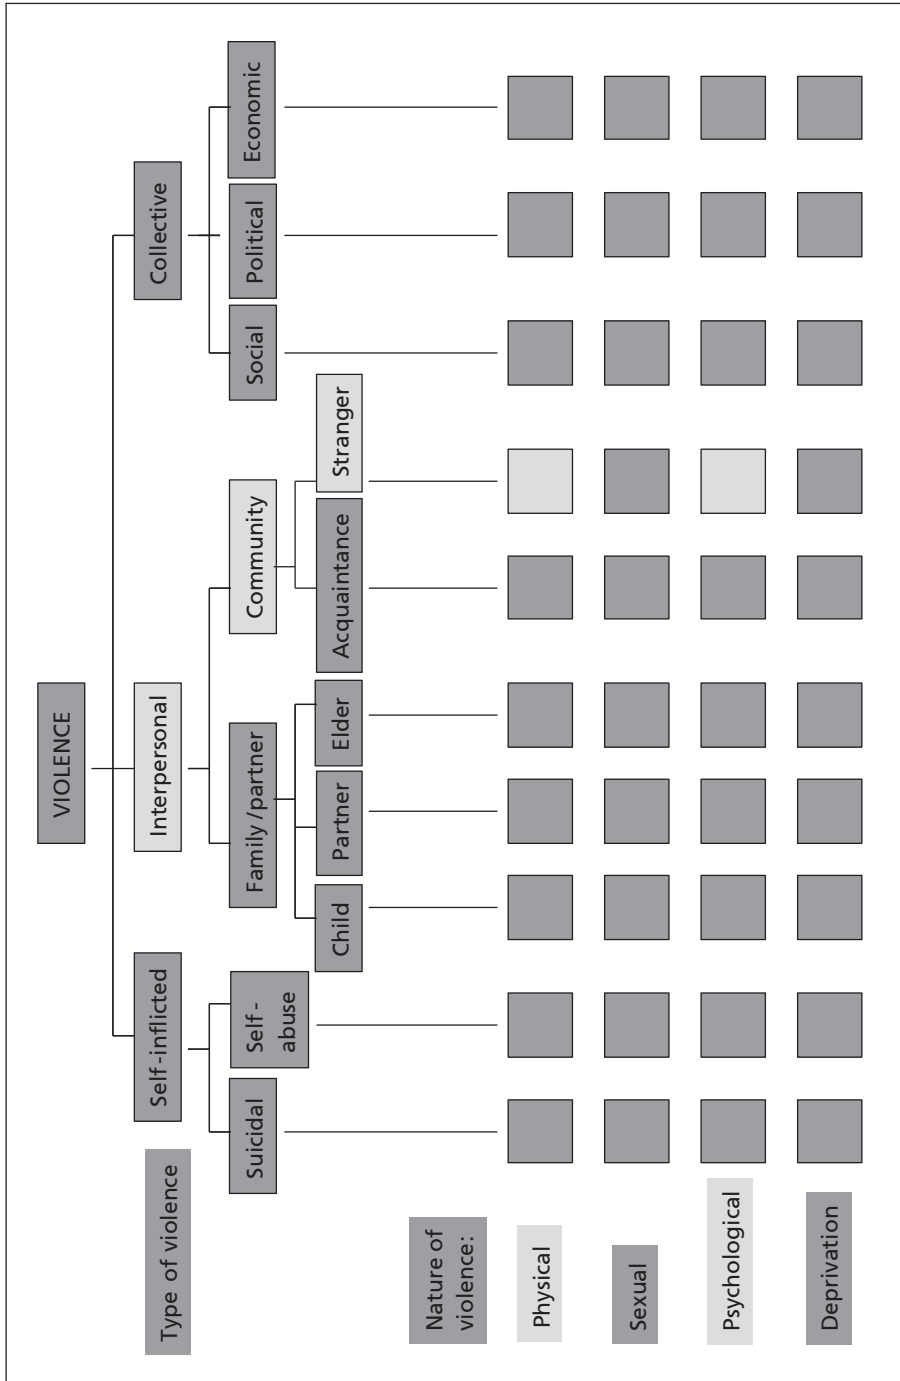 VIOLENCE
Type of violence
Self-inflicted
Interpersonal
Collective
Suicidal
Self-
abuse
Family/partner
Community
Social
Political
Economic
Child
Partner
Elder
Acquaintance
Stranger
Nature of
violence:
Physical
Sexual
Psychological
Deprivation